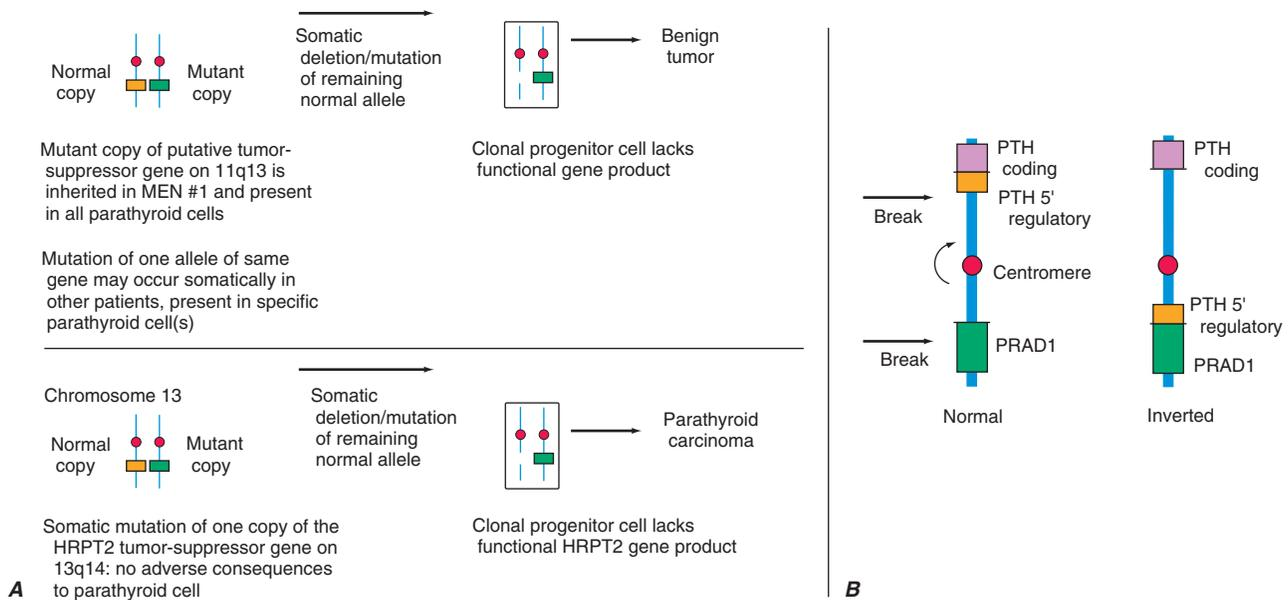 Normal
copy
Mutant
copy
Somatic
deletion/mutation
of remaining
normal allele
Benign
tumor
Mutant copy of putative tumor-
suppressor gene on 11q13 is
inherited in MEN #1 and present
in all parathyroid cells
Clonal progenitor cell lacks
functional gene product
Mutation of one allele of same
gene may occur somatically in
other patients, present in specific
parathyroid cell(s)
Chromosome 13
Normal
copy
Mutant
copy
Somatic
deletion/mutation
of remaining
normal allele
Parathyroid
carcinoma
Somatic mutation of one copy of the
HRPT2 tumor-suppressor gene on
13q14: no adverse consequences
to parathyroid cell
Clonal progenitor cell lacks
functional HRPT2 gene product
A
PTH
coding
PTH 5'
regulatory
Break
Centromere
Break
PRAD1
Normal
PTH
coding
PTH 5'
regulatory
PRAD1
Inverted
B